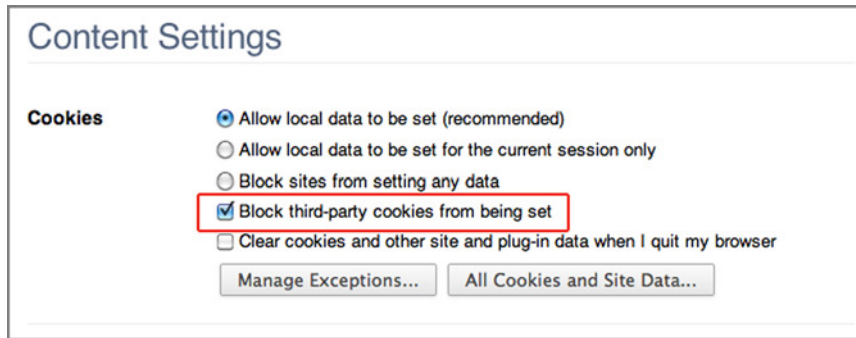 Content Settings
Cookies
Allow local data to be set (recommended)
Allow local data to be set for the current session only
Block sites from setting any data
Block third-party cookies from being set
Clear cookies and other site and plug-in data when I quit my browser
Manage Exceptions... All Cookies and Site Data...